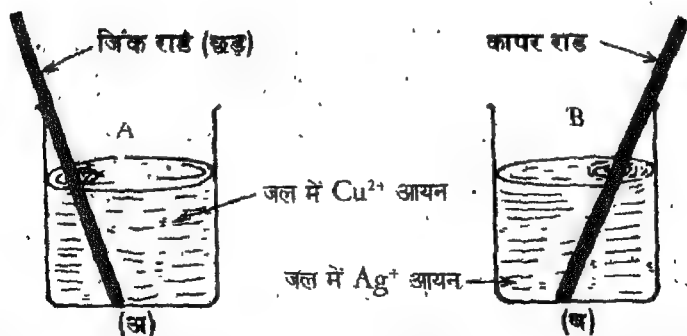 जिंक राड (छड़)
कापर राड
A
B
जल में Cu²⁺ आयन
जल में Ag⁺ आयन
(अ)
(ब)